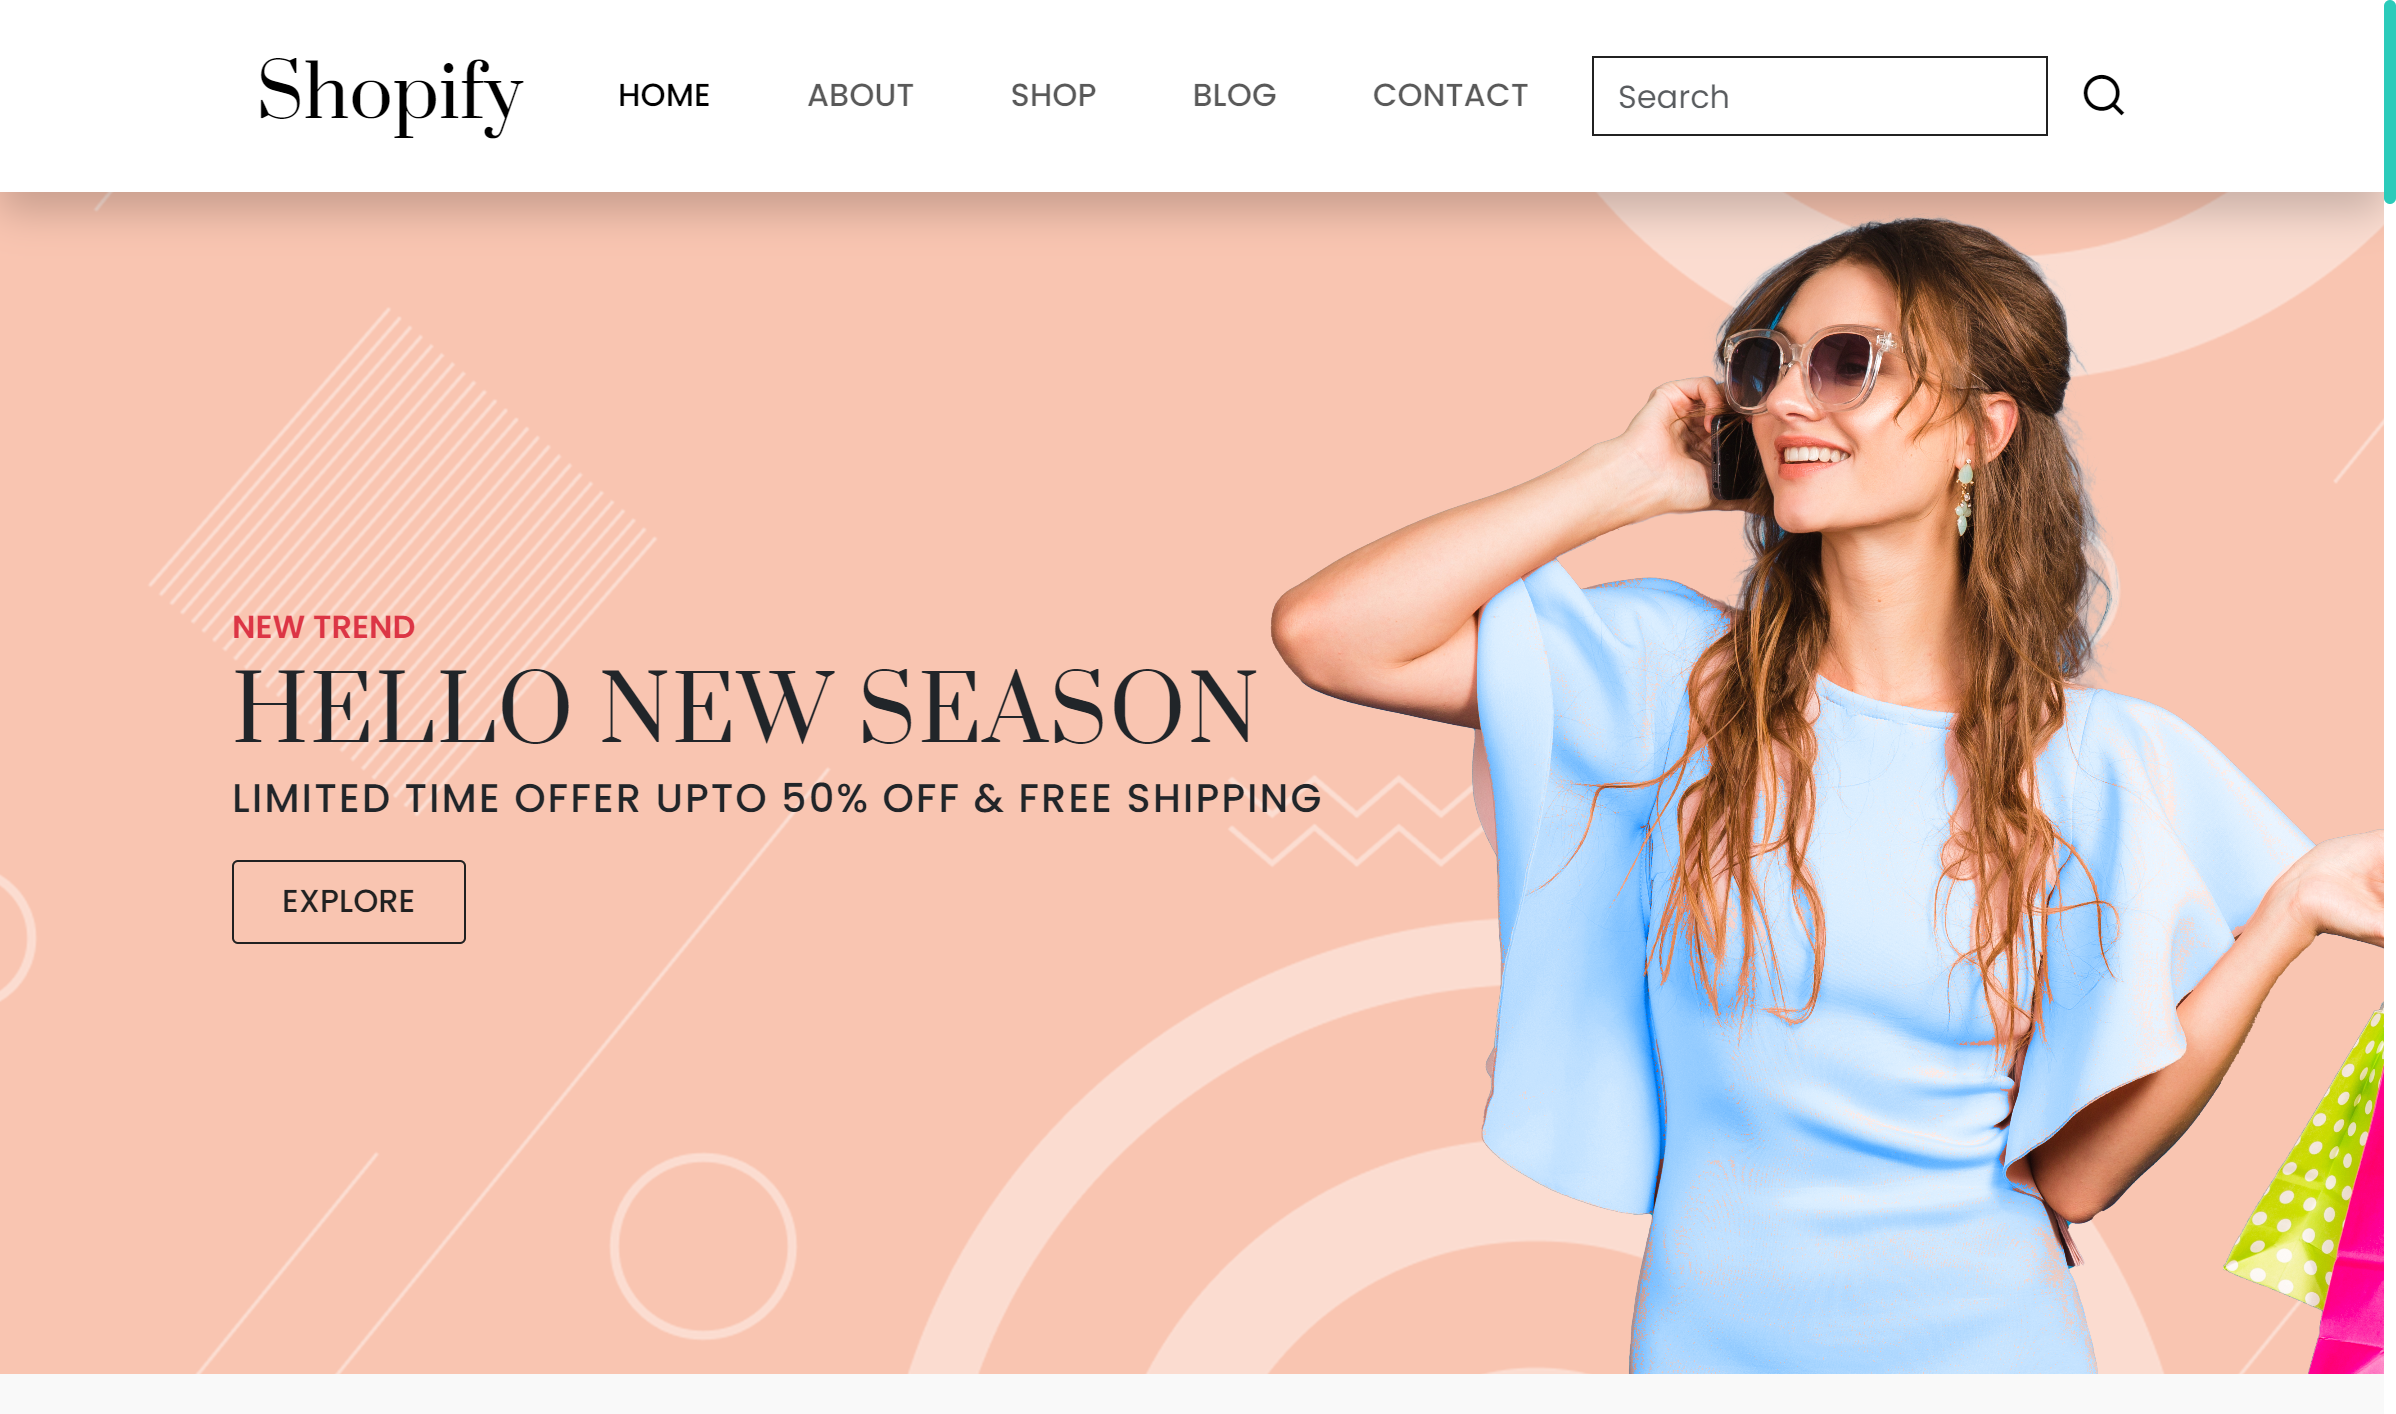 Shopify
HOME ABOUT SHOP BLOG CONTACT Search
NEW TREND
HELLO NEW SEASON
LIMITED TIME OFFER UPTO 50% OFF & FREE SHIPPING
EXPLORE